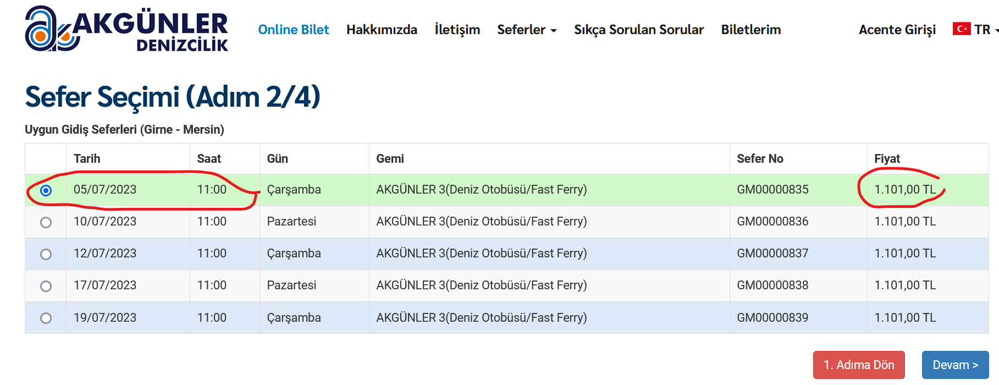 AKGÜNLER
DENİZCİLİK
Online Bilet Hakkımızda İletişim Seferler Sıkça Sorulan Sorular Biletlerim Acente Girişi TR
Sefer Seçimi (Adım 2/4)
Uygun Gidiş Seferleri (Girne - Mersin)
Tarih Saat Gün Gemi Sefer No Fiyat
05/07/2023 11:00 Çarşamba AKGÜNLER 3(Deniz Otobüsü/Fast Ferry) GM00000835 1.101,00 TL
10/07/2023 11:00 Pazartesi AKGÜNLER 3(Deniz Otobüsü/Fast Ferry) GM00000836 1.101,00 TL
12/07/2023 11:00 Çarşamba AKGÜNLER 3(Deniz Otobüsü/Fast Ferry) GM00000837 1.101,00 TL
17/07/2023 11:00 Pazartesi AKGÜNLER 3(Deniz Otobüsü/Fast Ferry) GM00000838 1.101,00 TL
19/07/2023 11:00 Çarşamba AKGÜNLER 3(Deniz Otobüsü/Fast Ferry) GM00000839 1.101,00 TL
1. Adıma Dön Devam >